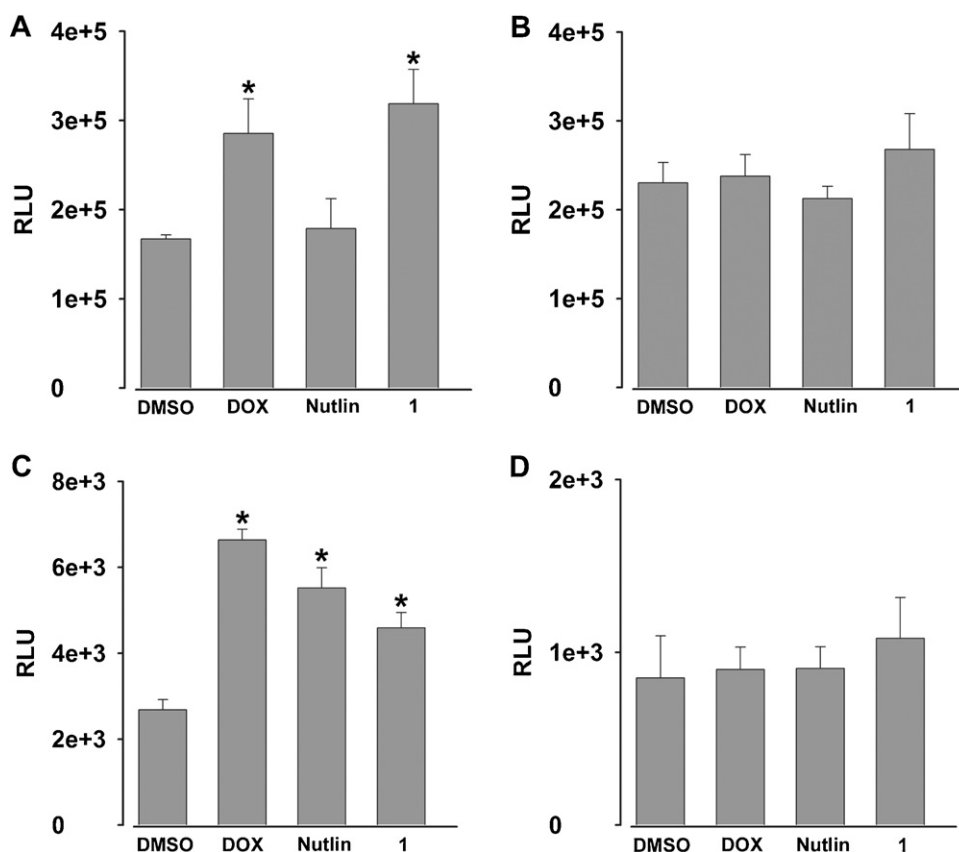 A
4e+5
3e+5
2e+5
1e+5
0
RLU
* *
DMSO DOX Nutlin 1
B
4e+5
3e+5
2e+5
1e+5
0
RLU
DMSO DOX Nutlin 1
C
8e+3
6e+3
4e+3
2e+3
0
RLU
* * *
DMSO DOX Nutlin 1
D
2e+3
1e+3
0
RLU
DMSO DOX Nutlin 1